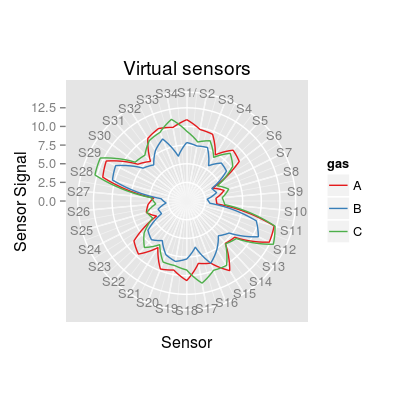 Virtual sensors
S34 S1/ S2
S33 S3
S32 S4
S31 S5
S30 S6
S29 S7
S28 S8
S27 S9
S26 S10
S25 S11
S24 S12
S23 S13
S22 S14
S21 S15
S20 S16
S19 S18 S17
12.5
10.0
7.5
5.0
2.5
0.0
Sensor Signal
Sensor
gas
A
B
C